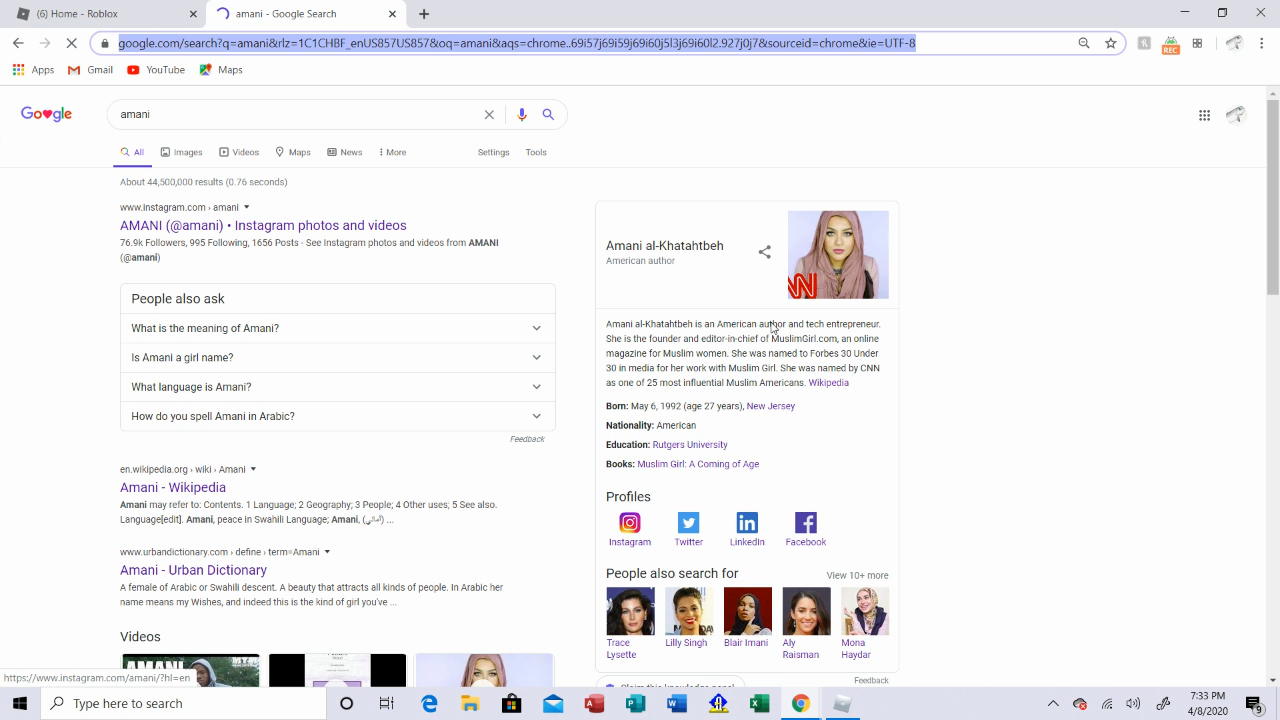 (6) Home - Roblox
amani - Google Search
google.com/search?q=amani&rlz=1C1CHBF_enUS857US857&oq=amani&aqs=chrome..69i57j69i59j69i60j5l3j69i60l2.927j0j7&sourceid=chrome&ie=UTF-8
REC
Apps
Gmail
YouTube
Maps
amani
All
Images
Videos
Maps
News
More
Settings
Tools
About 44,500,000 results (0.76 seconds)
www.instagram.com › amani
AMANI (@amani) • Instagram photos and videos
76.9k Followers, 995 Following, 1656 Posts - See Instagram photos and videos from AMANI
(@amani)
People also ask
What is the meaning of Amani?
Is Amani a girl name?
What language is Amani?
How do you spell Amani in Arabic?
Feedback
en.wikipedia.org › wiki › Amani
Amani - Wikipedia
Amani may refer to: Contents. 1 Language; 2 Geography; 3 People; 4 Other uses; 5 See also.
Language[edit]. Amani, peace in Swahili Language; Amani, (أماني) ...
www.urbandictionary.com › define › term=Amani
Amani - Urban Dictionary
A female of Arabic or Swahili descent. A beauty that attracts all kinds of people. In Arabic her
name means my Wishes, and indeed this is the kind of girl you've ...
Videos
https://www.instagram.com/amani/?hl=en
Amani al-Khatahtbeh
American author
Amani al-Khatahtbeh is an American author and tech entrepreneur.
She is the founder and editor-in-chief of MuslimGirl.com, an online
magazine for Muslim women. She was named to Forbes 30 Under
30 in media for her work with Muslim Girl. She was named by CNN
as one of 25 most influential Muslim Americans. Wikipedia
Born: May 6, 1992 (age 27 years), New Jersey
Nationality: American
Education: Rutgers University
Books: Muslim Girl: A Coming of Age
Profiles
Instagram
Twitter
LinkedIn
Facebook
People also search for
View 10+ more
Trace
Lysette
Lilly Singh
Blair Imani
Aly
Raisman
Mona
Haydar
Feedback
Claim this knowledge panel
Type here to search
7:33 PM
4/8/2020
9